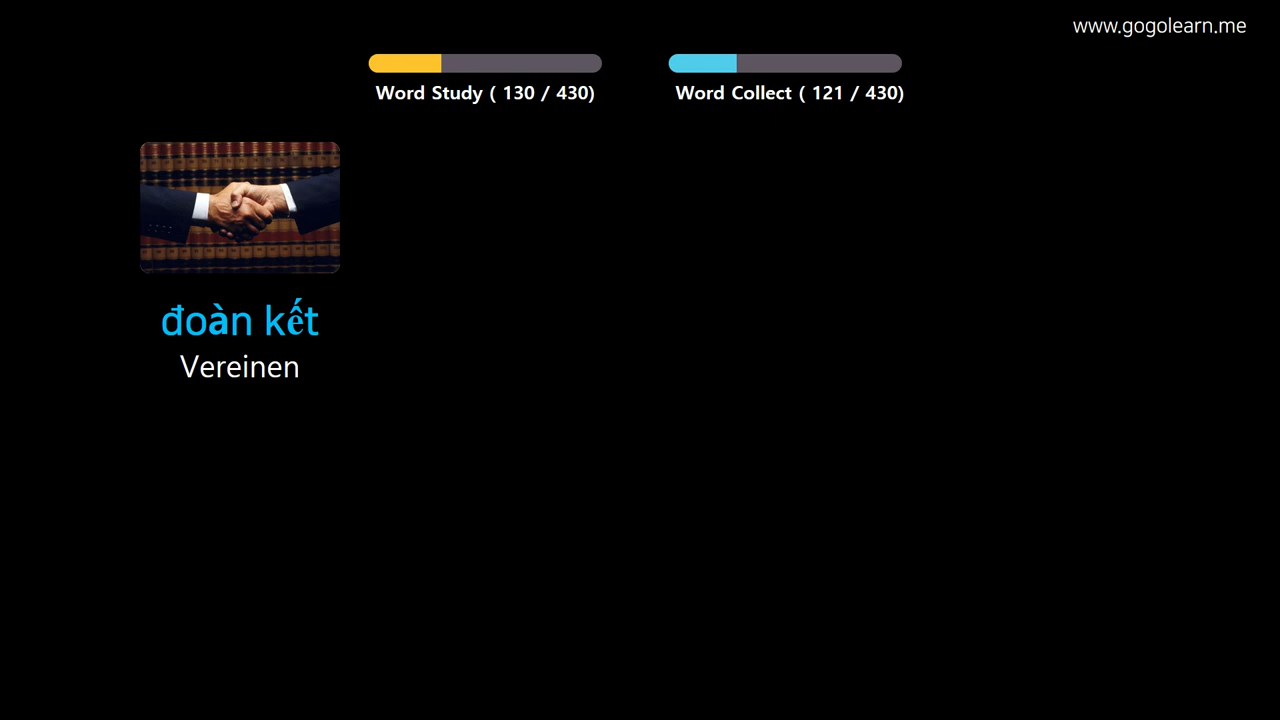 www.gogolearn.me
Word Study ( 130 / 430)
Word Collect ( 121 / 430)
đoàn kết
Vereinen